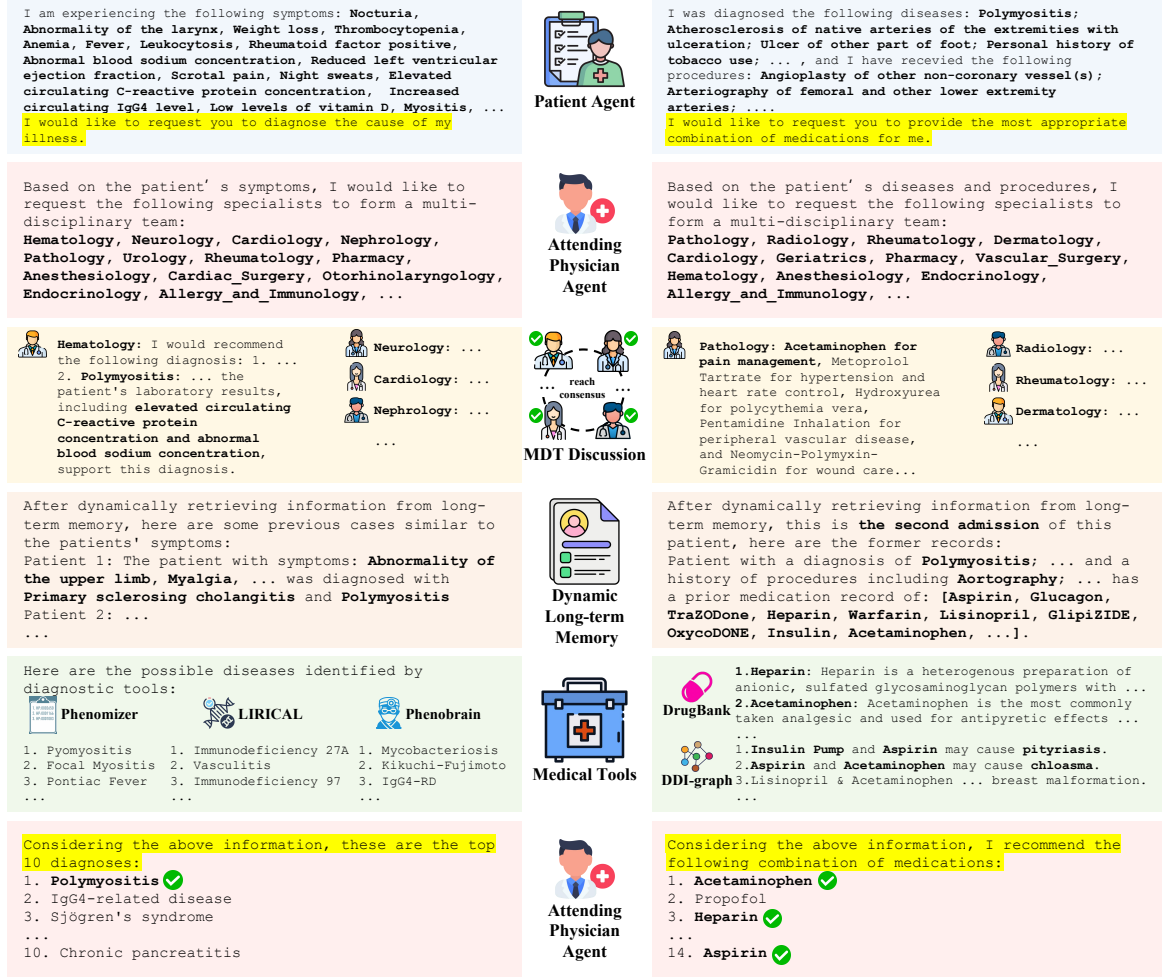 I am experiencing the following symptoms: Nocturia,
Abnormality of the larynx, Weight loss, Thrombocytopenia,
Anemia, Fever, Leukocytosis, Rheumatoid factor positive,
Abnormal blood sodium concentration, Reduced left ventricular
ejection fraction, Scrotal pain, Night sweats, Elevated
circulating C-reactive protein concentration, Increased
circulating IgG4 level, Low levels of vitamin D, Myositis, ...
I would like to request you to diagnose the cause of my
illness.
Patient Agent
I was diagnosed the following diseases: Polymyositis;
Atherosclerosis of native arteries of the extremities with
ulceration; Ulcer of other part of foot; Personal history of
tobacco use; ... , and I have recevied the following
procedures: Angioplasty of other non-coronary vessel(s);
Arteriography of femoral and other lower extremity
arteries; ....
I would like to request you to provide the most appropriate
combination of medications for me.
Based on the patient's symptoms, I would like to
request the following specialists to form a multi-
disciplinary team:
Hematology, Neurology, Cardiology, Nephrology,
Pathology, Urology, Rheumatology, Pharmacy,
Anesthesiology, Cardiac_Surgery, Otorhinolaryngology,
Endocrinology, Allergy_and_Immunology, ...
Attending
Physician
Agent
Based on the patient's diseases and procedures, I
would like to request the following specialists to
form a multi-disciplinary team:
Pathology, Radiology, Rheumatology, Dermatology,
Cardiology, Geriatrics, Pharmacy, Vascular_Surgery,
Hematology, Anesthesiology, Endocrinology,
Allergy_and_Immunology, ...
Hematology: I would recommend
the following diagnosis: 1. ...
2. Polymyositis: ... the
patient's laboratory results,
including elevated circulating
C-reactive protein
concentration and abnormal
blood sodium concentration,
support this diagnosis.
Neurology: ...
Cardiology: ...
Nephrology: ...
...
... reach ...
consensus
MDT Discussion
Pathology: Acetaminophen for
pain management, Metoprolol
Tartrate for hypertension and
heart rate control, Hydroxyurea
for polycythemia vera,
Pentamidine Inhalation for
peripheral vascular disease,
and Neomycin-Polymyxin-
Gramicidin for wound care...
Radiology: ...
Rheumatology: ...
Dermatology: ...
...
After dynamically retrieving information from long-
term memory, here are some previous cases similar to
the patients' symptoms:
Patient 1: The patient with symptoms: Abnormality of
the upper limb, Myalgia, ... was diagnosed with
Primary sclerosing cholangitis and Polymyositis
Patient 2: ...
...
Dynamic
Long-term
Memory
After dynamically retrieving information from long-
term memory, this is the second admission of this
patient, here are the former records:
Patient with a diagnosis of Polymyositis; ... and a
history of procedures including Aortography; ... has
a prior medication record of: [Aspirin, Glucagon,
TraZODone, Heparin, Warfarin, Lisinopril, GlipiZIDE,
OxycoDONE, Insulin, Acetaminophen, ...].
Here are the possible diseases identified by
diagnostic tools:
Phenomizer
1. Pyomyositis
2. Focal Myositis
3. Pontiac Fever
...
LIRICAL
1. Immunodeficiency 27A
2. Vasculitis
3. Immunodeficiency 97
...
Phenobrain
1. Mycobacteriosis
2. Kikuchi-Fujimoto
3. IgG4-RD
...
Medical Tools
DrugBank
1.Heparin: Heparin is a heterogenous preparation of
anionic, sulfated glycosaminoglycan polymers with ...
2.Acetaminophen: Acetaminophen is the most commonly
taken analgesic and used for antipyretic effects ...
...
DDI-graph
1.Insulin Pump and Aspirin may cause pityriasis.
2.Aspirin and Acetaminophen may cause chloasma.
3.Lisinopril & Acetaminophen ... breast malformation.
...
Considering the above information, these are the top
10 diagnoses:
1. Polymyositis
2. IgG4-related disease
3. Sjögren's syndrome
...
10. Chronic pancreatitis
Attending
Physician
Agent
Considering the above information, I recommend the
following combination of medications:
1. Acetaminophen
2. Propofol
3. Heparin
...
14. Aspirin